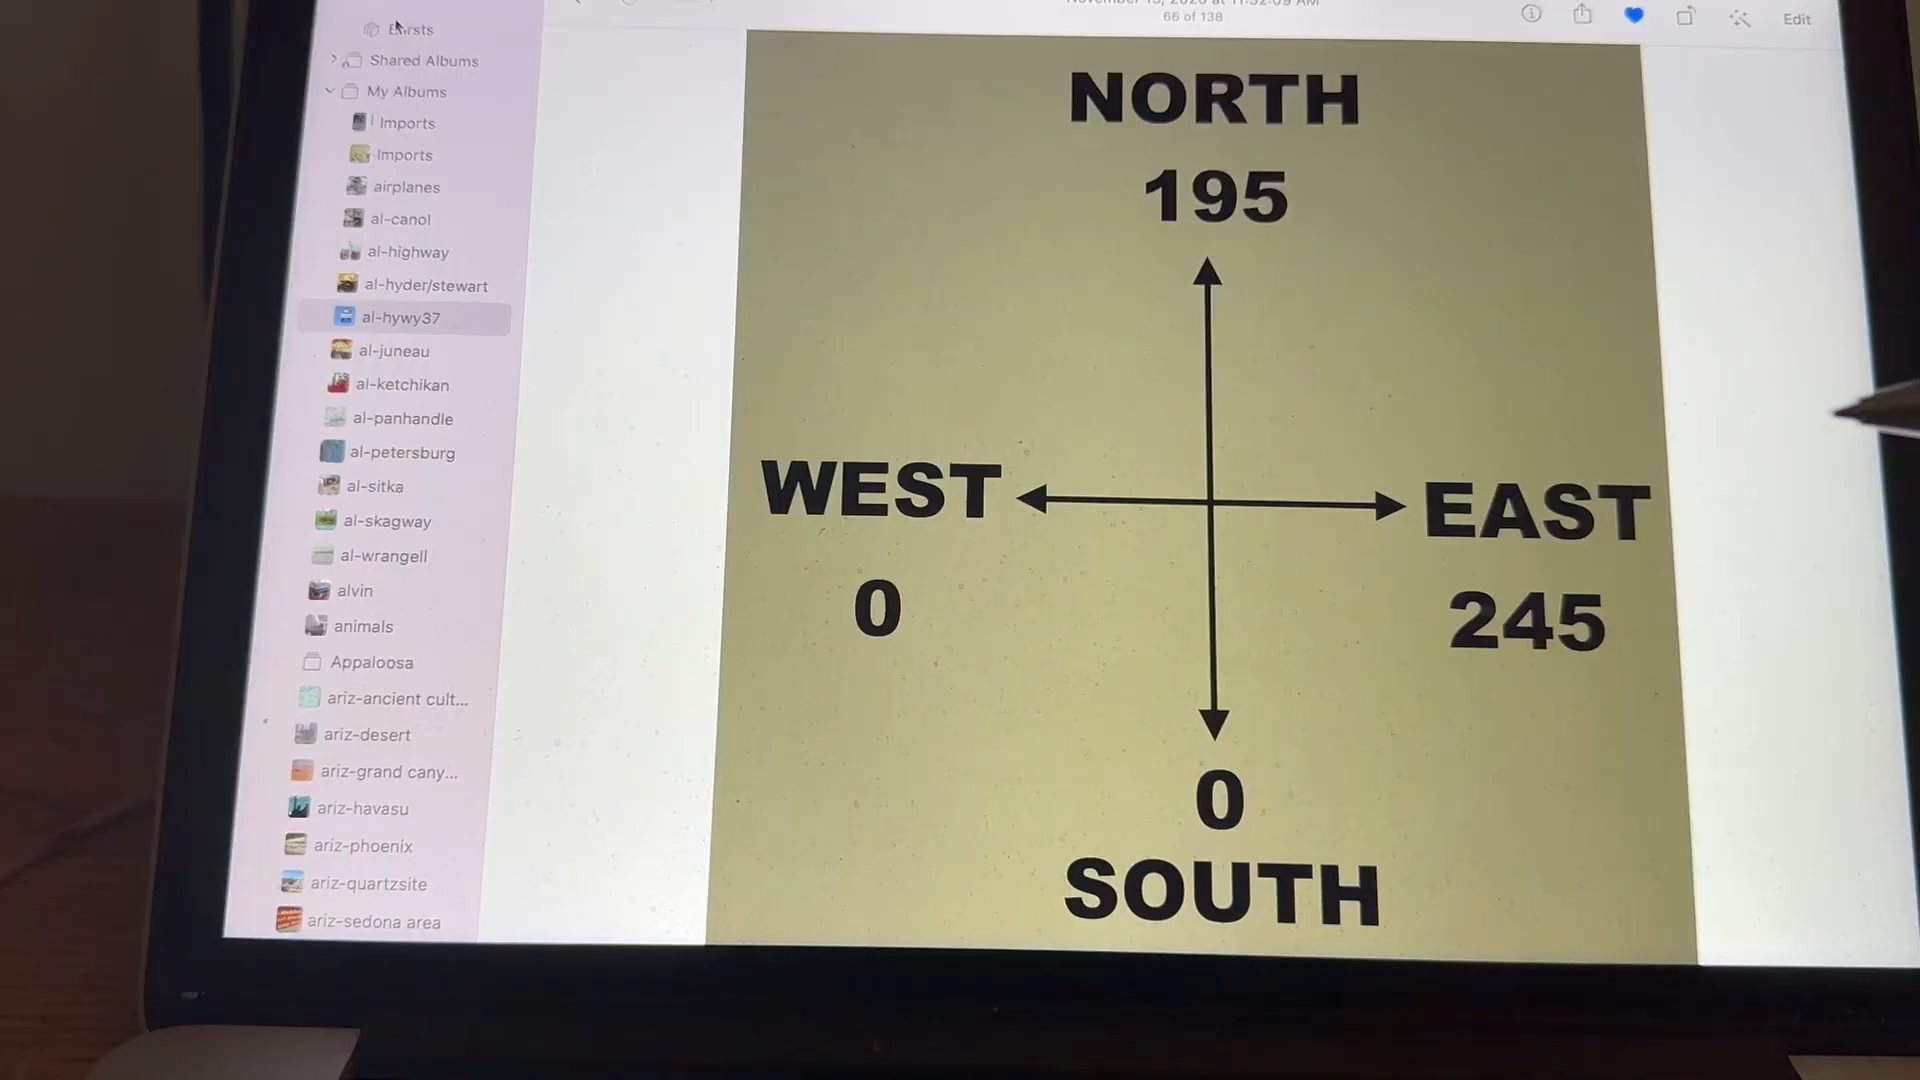 66 of 138
Edit
Shared Albums
My Albums
Imports
Imports
airplanes
al-canol
al-highway
al-hyder/stewart
al-hywy37
al-juneau
al-ketchikan
al-panhandle
al-petersburg
al-sitka
al-skagway
al-wrangell
alvin
animals
Appaloosa
ariz-ancient cult...
ariz-desert
ariz-grand cany...
ariz-havasu
ariz-phoenix
ariz-quartzsite
ariz-sedona area
NORTH
195
WEST
EAST
0
245
0
SOUTH